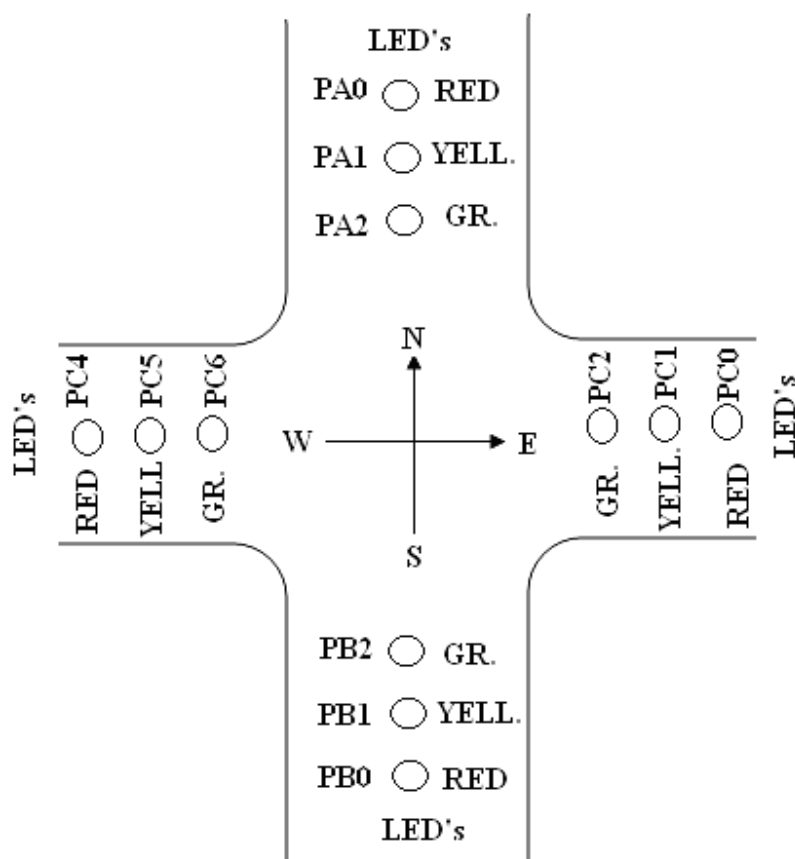 LED's
PA0 RED
PA1 YELL.
PA2 GR.
N
W E
S
LED's
PC4 PC5 PC6
RED YELL GR.
PC2 PC1 PC0
GR. YELL. RED
LED's
PB2 GR.
PB1 YELL.
PB0 RED
LED's